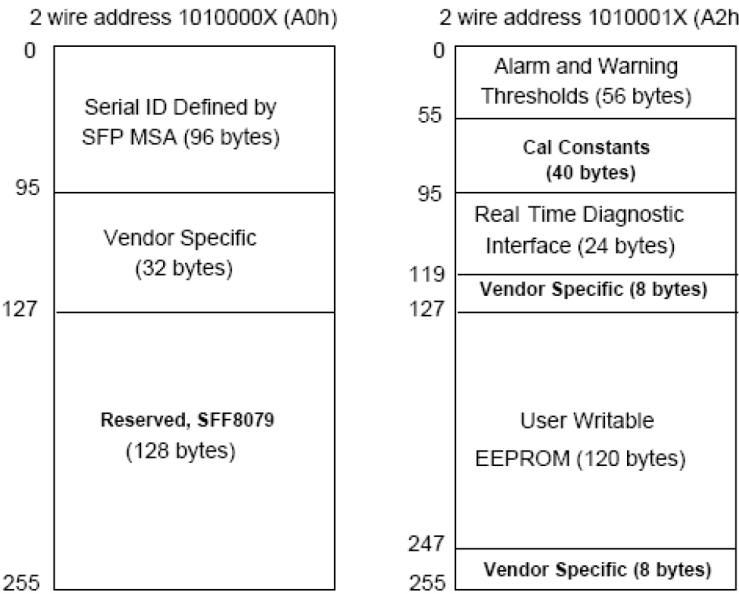 2 wire address 1010000X (A0h)
0
Serial ID Defined by
SFP MSA (96 bytes)
95
Vendor Specific
(32 bytes)
127
Reserved, SFF8079
(128 bytes)
255
2 wire address 1010001X (A2h
0
Alarm and Warning
Thresholds (56 bytes)
55
Cal Constants
(40 bytes)
95
Real Time Diagnostic
Interface (24 bytes)
119
Vendor Specific (8 bytes)
127
User Writable
EEPROM (120 bytes)
247
Vendor Specific (8 bytes)
255